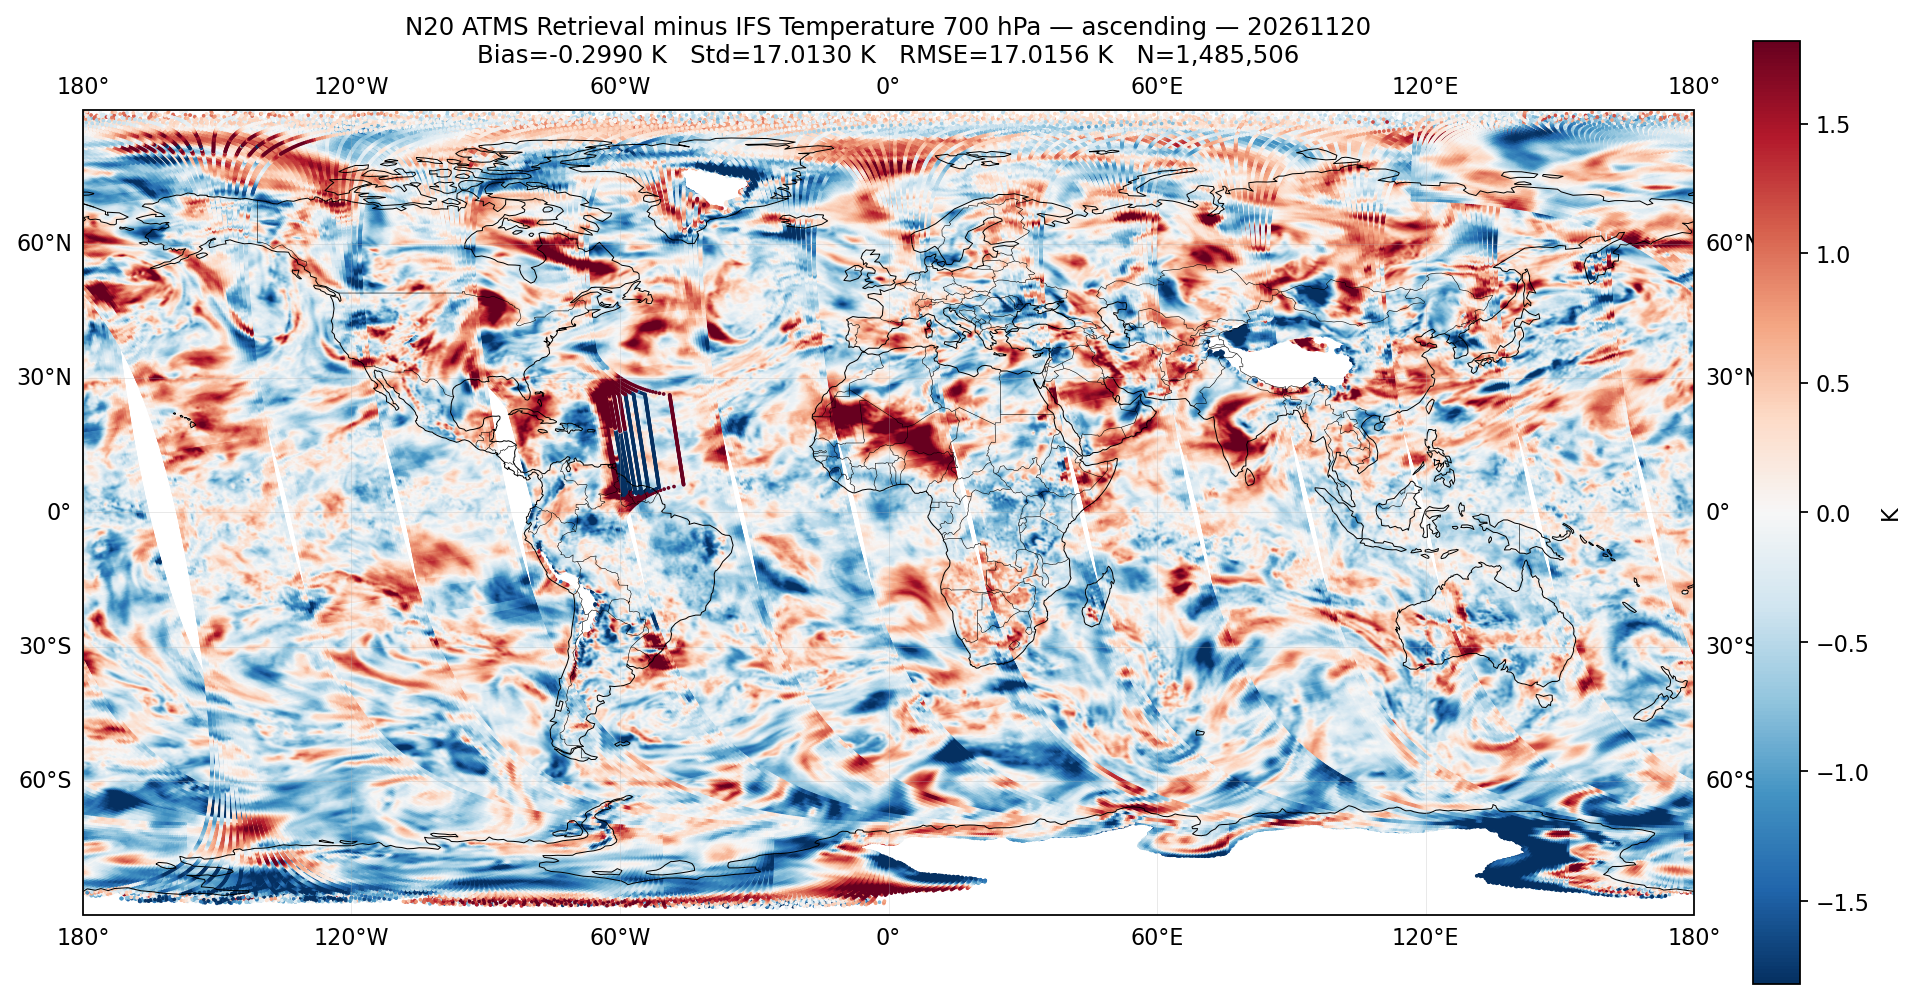 N20 ATMS Retrieval minus IFS Temperature 700 hPa — ascending — 20261120
Bias=-0.2990 K   Std=17.0130 K   RMSE=17.0156 K   N=1,485,506
180° 120°W 60°W 0° 60°E 120°E 180°
60°N 60°N
30°N 30°N
0° 0°
30°S 30°S
60°S 60°S
180° 120°W 60°W 0° 60°E 120°E 180°
1.5
1.0
0.5
0.0
−0.5
−1.0
−1.5
K